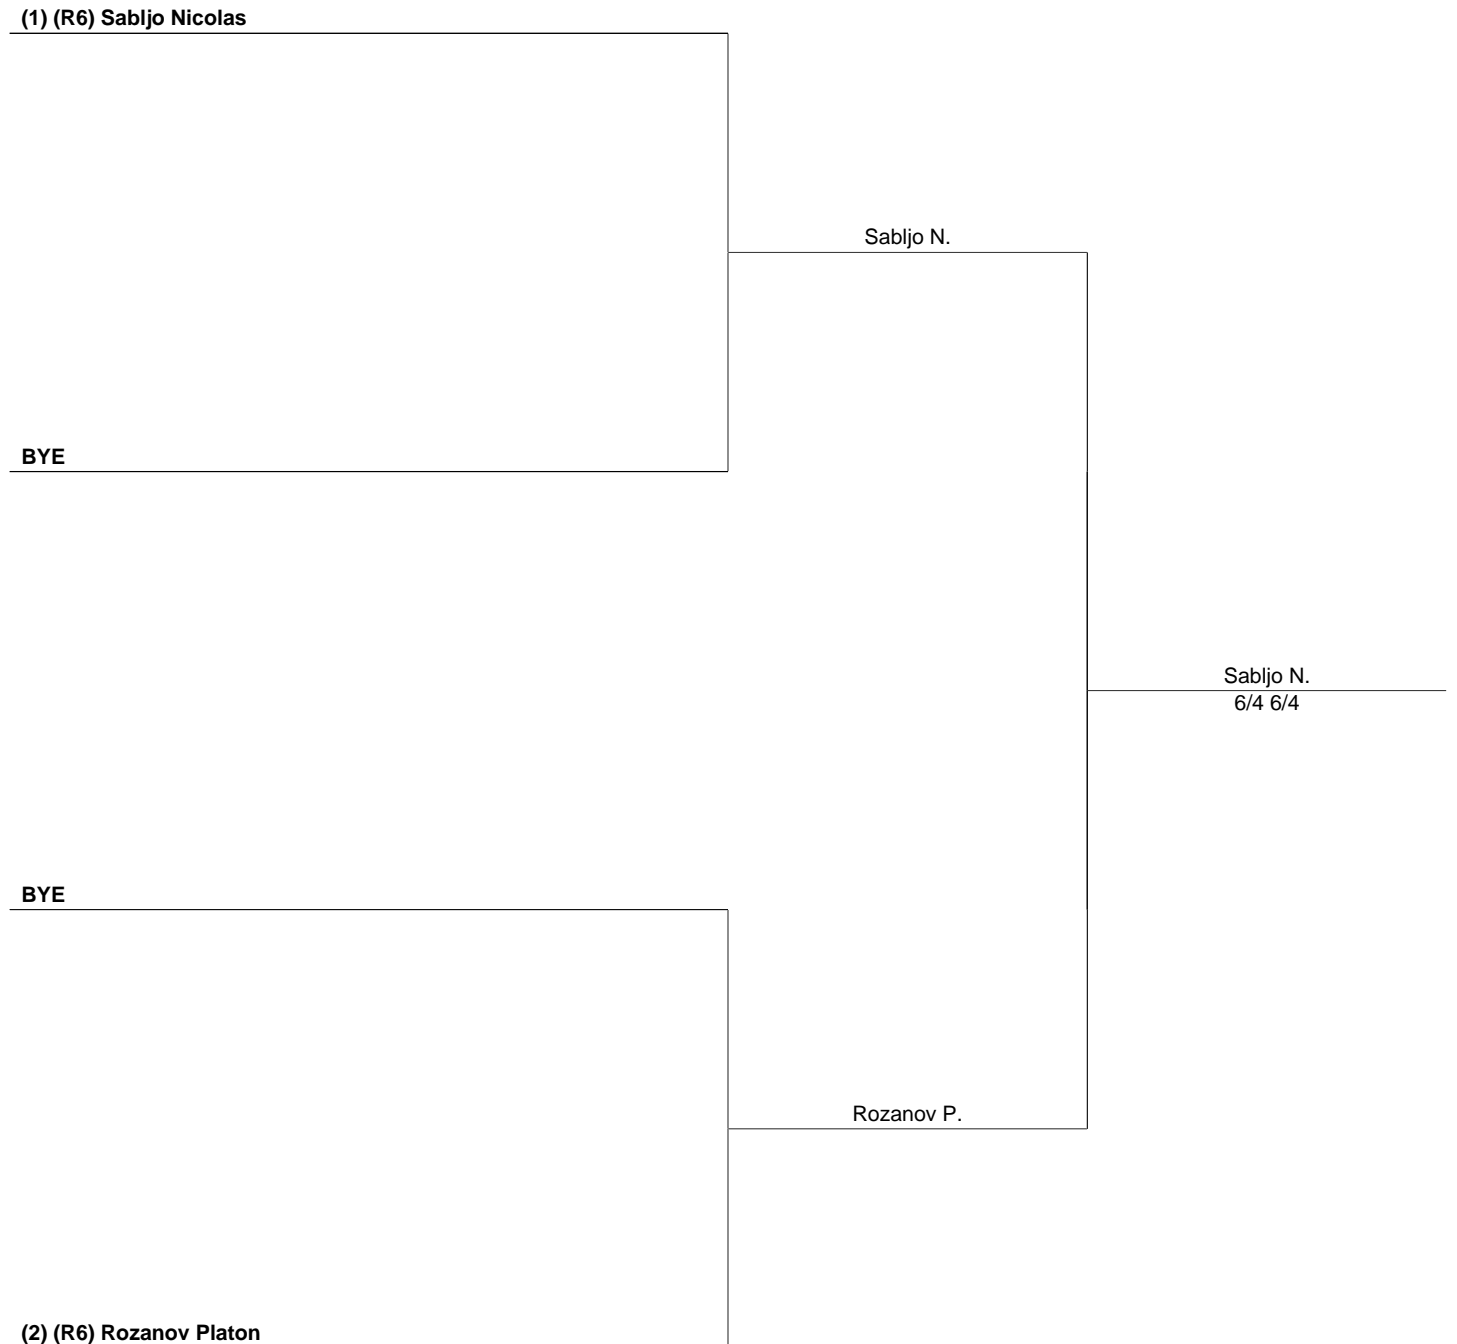 (1) (R6) Sabljo Nicolas
Sabljo N.
BYE
Sabljo N.
6/4 6/4
BYE
Rozanov P.
(2) (R6) Rozanov Platon